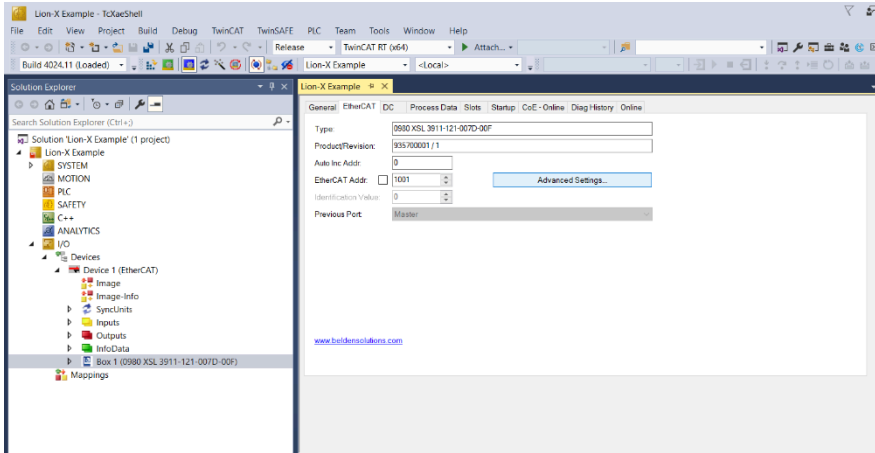 Lion-X Example - TcXaeShell
File Edit View Project Build Debug TwinCAT TwinSAFE PLC Team Tools Window Help
Release TwinCAT RT (x64) Attach...
Build 4024.11 (Loaded) Lion-X Example <Local>
Solution Explorer
Search Solution Explorer (Ctrl+;)
Solution 'Lion-X Example' (1 project)
Lion-X Example
SYSTEM
MOTION
PLC
SAFETY
C++
ANALYTICS
I/O
Devices
Device 1 (EtherCAT)
Image
Image-Info
SyncUnits
Inputs
Outputs
InfoData
Box 1 (0980 XSL 3911-121-007D-00F)
Mappings
Lion-X Example
General EtherCAT DC Process Data Slots Startup CoE - Online Diag History Online
Type: 0980 XSL 3911-121-007D-00F
Product/Revision: 935700001 / 1
Auto Inc Addr: 0
EtherCAT Addr: 1001 Advanced Settings...
Identification Value: 0
Previous Port: Master
www.beldensolutions.com